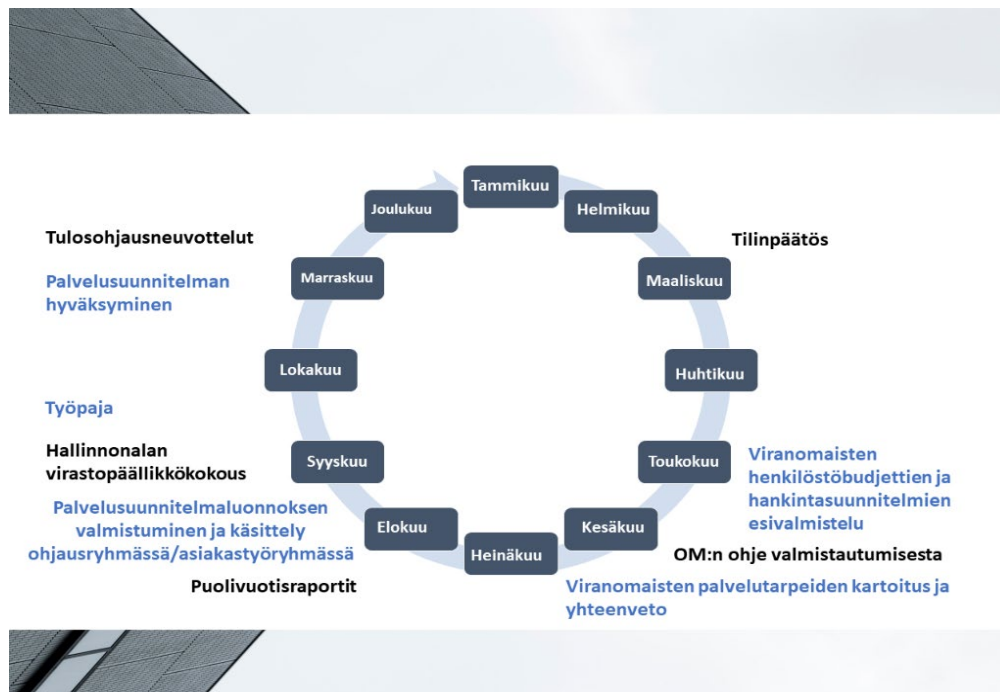 Tammikuu
Helmikuu
Maaliskuu
Huhtikuu
Toukokuu
Kesäkuu
Heinäkuu
Elokuu
Syyskuu
Lokakuu
Marraskuu
Joulukuu
Tilinpäätös
Viranomaisten
henkilöstöbudjettien ja
hankintasuunnitelmien
esivalmistelu
OM:n ohje valmistautumisesta
Viranomaisten palvelutarpeiden kartoitus ja
yhteenveto
Puolivuotisraportit
Palvelusuunnitelmaluonnoksen
valmistuminen ja käsittely
ohjausryhmässä/asiakastyöryhmässä
Hallinnonalan
virastopäällikkökokous
Työpaja
Palvelusuunnitelman
hyväksyminen
Tulosohjausneuvottelut